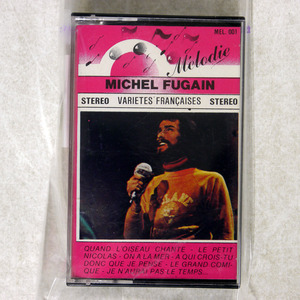 MEL 901
Mélodie
MICHEL FUGAIN
STEREO VARIETES FRANÇAISES STEREO
QUAND L'OISEAU CHANTE - LE PETIT
NICOLAS - ON A LA MER - A QUI CROIS-TU
DONC QUE JE PENSE - LE GRAND COMI-
QUE - JE N'AURAI PAS LE TEMPS...